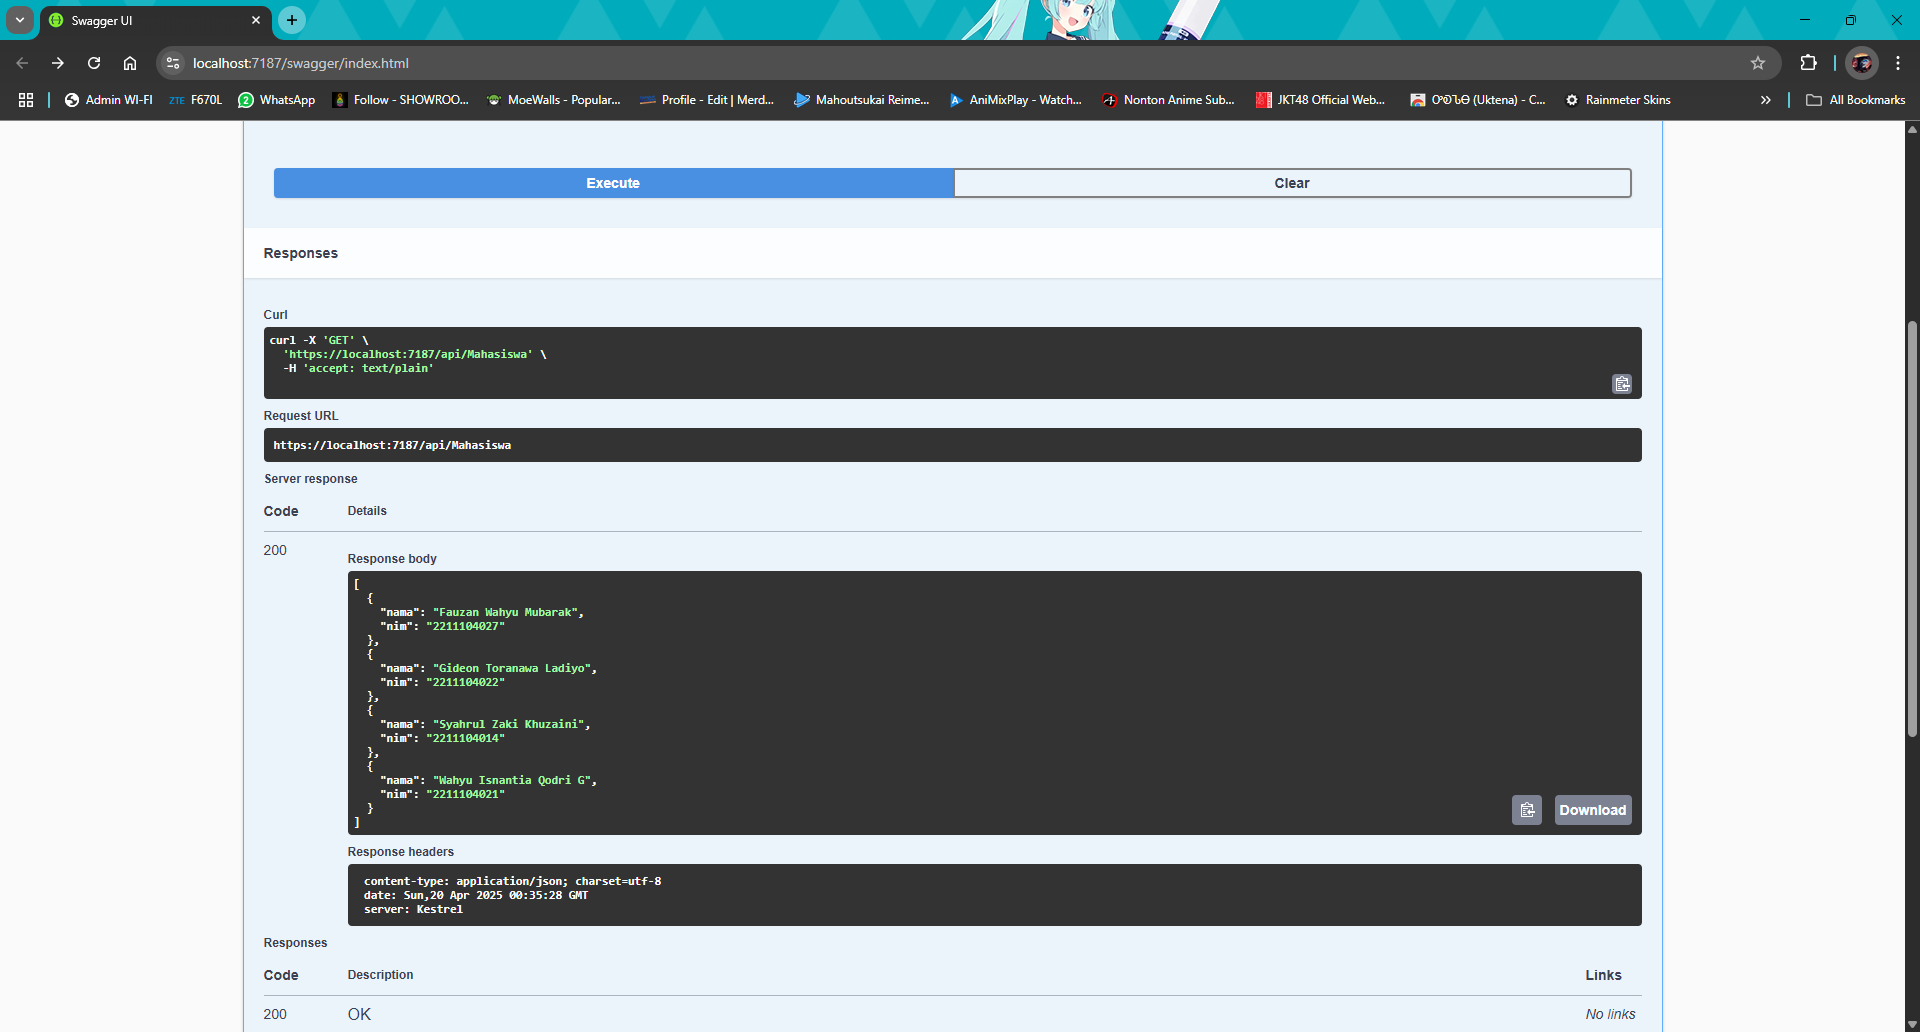 Swagger UI
localhost:7187/swagger/index.html
Admin WI-FI
ZTE F670L
WhatsApp
Follow - SHOWROO...
MoeWalls - Popular...
Profile - Edit | Merd...
Mahoutsukai Reime...
AniMixPlay - Watch...
Nonton Anime Sub...
JKT48 Official Web...
(Uktena) - C...
Rainmeter Skins
All Bookmarks
Execute
Clear
Responses
Curl
curl -X 'GET' \
'https://localhost:7187/api/Mahasiswa' \
-H 'accept: text/plain'
Request URL
https://localhost:7187/api/Mahasiswa
Server response
Code Details
200
Response body
[
{
"nama": "Fauzan Wahyu Mubarak",
"nim": "2211104027"
},
{
"nama": "Gideon Toranawa Ladiyo",
"nim": "2211104022"
},
{
"nama": "Syahrul Zaki Khuzaini",
"nim": "2211104014"
},
{
"nama": "Wahyu Isnantia Qodri G",
"nim": "2211104021"
}
]
Download
Response headers
content-type: application/json; charset=utf-8
date: Sun,20 Apr 2025 00:35:28 GMT
server: Kestrel
Responses
Code Description Links
200 OK No links